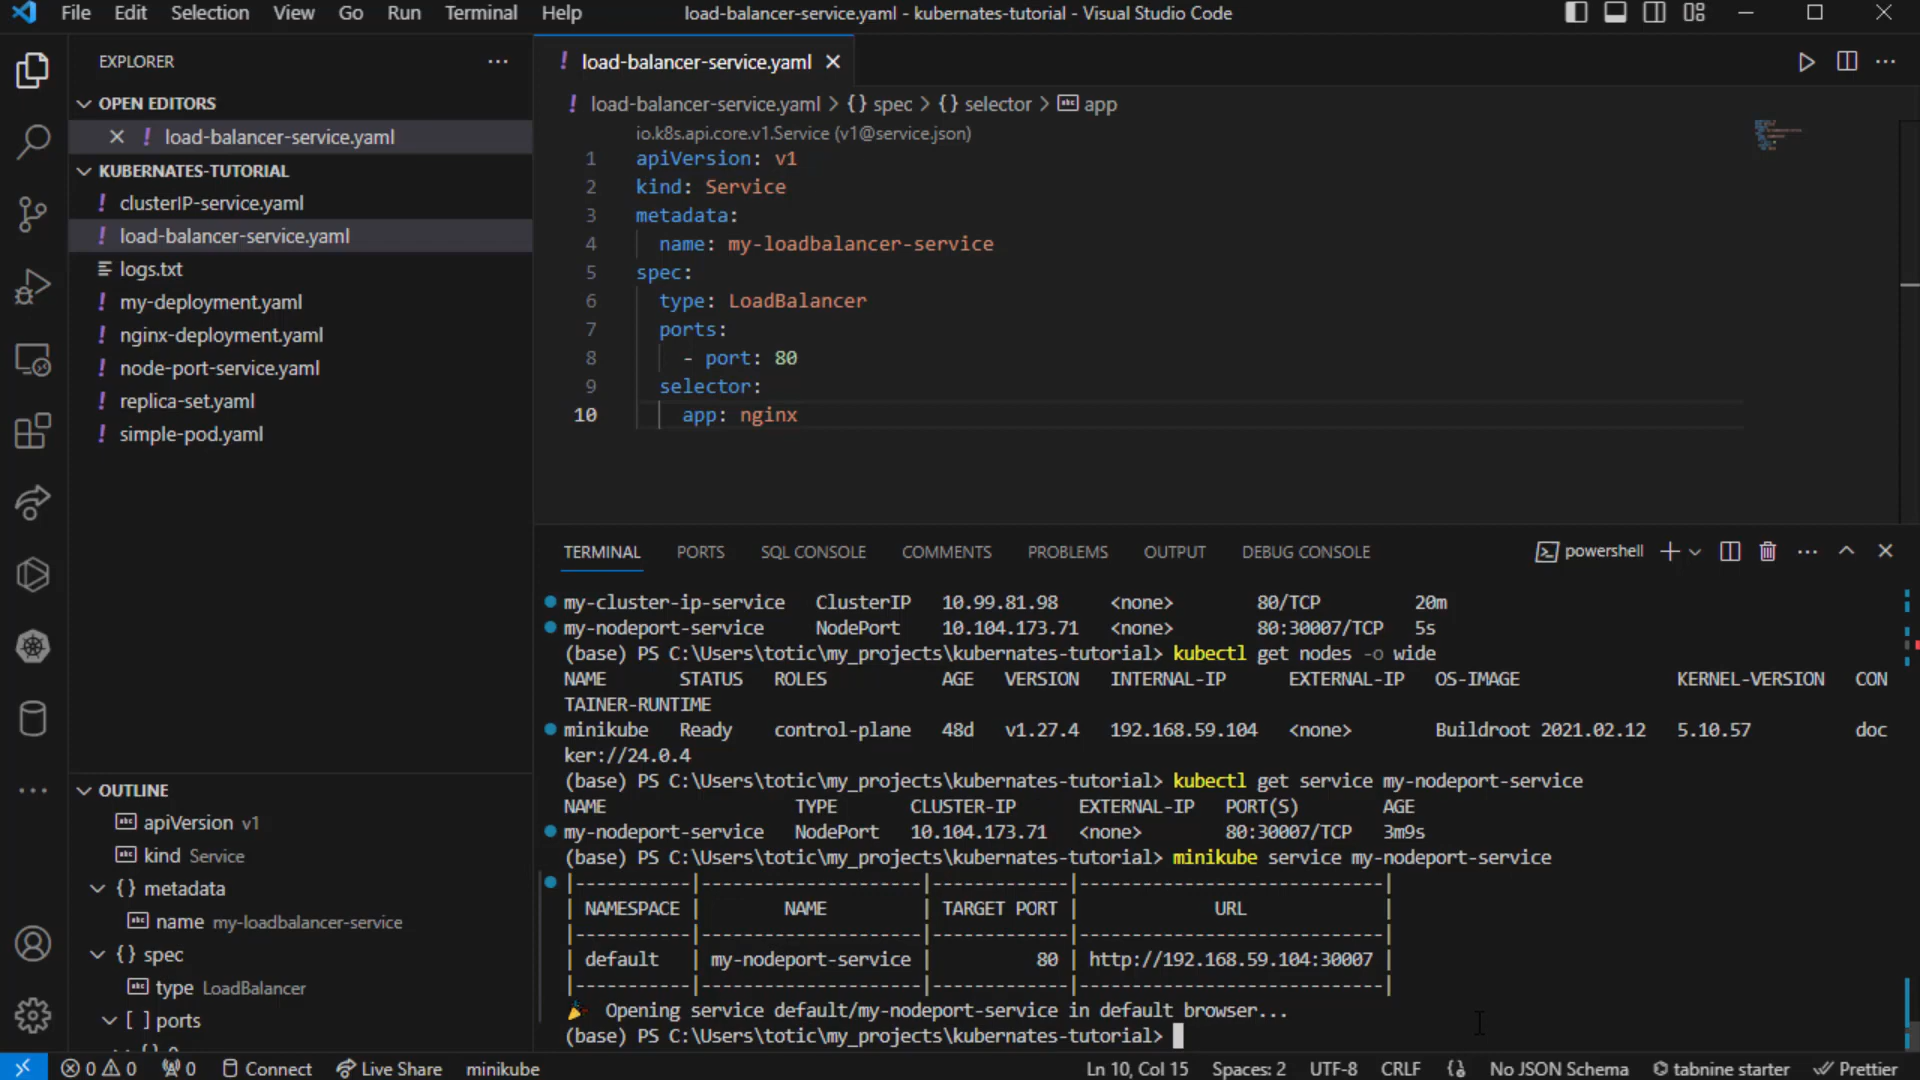 File Edit Selection View Go Run Terminal Help
load-balancer-service.yaml - kubernates-tutorial - Visual Studio Code
EXPLORER
OPEN EDITORS
load-balancer-service.yaml
KUBERNATES-TUTORIAL
clusterIP-service.yaml
load-balancer-service.yaml
logs.txt
my-deployment.yaml
nginx-deployment.yaml
node-port-service.yaml
replica-set.yaml
simple-pod.yaml
OUTLINE
apiVersion v1
kind Service
{} metadata
name my-loadbalancer-service
{} spec
type LoadBalancer
[ ] ports
load-balancer-service.yaml
load-balancer-service.yaml > {} spec > {} selector > app
io.k8s.api.core.v1.Service (v1@service.json)
1 apiVersion: v1
2 kind: Service
3 metadata:
4 name: my-loadbalancer-service
5 spec:
6 type: LoadBalancer
7 ports:
8 - port: 80
9 selector:
10 app: nginx
TERMINAL PORTS SQL CONSOLE COMMENTS PROBLEMS OUTPUT DEBUG CONSOLE
powershell
my-cluster-ip-service ClusterIP 10.99.81.98 <none> 80/TCP 20m
my-nodeport-service NodePort 10.104.173.71 <none> 80:30007/TCP 5s
(base) PS C:\Users\totic\my_projects\kubernates-tutorial> kubectl get nodes -o wide
NAME STATUS ROLES AGE VERSION INTERNAL-IP EXTERNAL-IP OS-IMAGE KERNEL-VERSION CON
TAINER-RUNTIME
minikube Ready control-plane 48d v1.27.4 192.168.59.104 <none> Buildroot 2021.02.12 5.10.57 doc
ker://24.0.4
(base) PS C:\Users\totic\my_projects\kubernates-tutorial> kubectl get service my-nodeport-service
NAME TYPE CLUSTER-IP EXTERNAL-IP PORT(S) AGE
my-nodeport-service NodePort 10.104.173.71 <none> 80:30007/TCP 3m9s
(base) PS C:\Users\totic\my_projects\kubernates-tutorial> minikube service my-nodeport-service
|-----------|---------------------|-------------|-----------------------------|
| NAMESPACE | NAME | TARGET PORT | URL |
|-----------|---------------------|-------------|-----------------------------|
| default | my-nodeport-service | 80 | http://192.168.59.104:30007 |
|-----------|---------------------|-------------|-----------------------------|
🎉 Opening service default/my-nodeport-service in default browser...
(base) PS C:\Users\totic\my_projects\kubernates-tutorial>
0 0 0 Connect Live Share minikube
Ln 10, Col 15 Spaces: 2 UTF-8 CRLF No JSON Schema tabnine starter Prettier